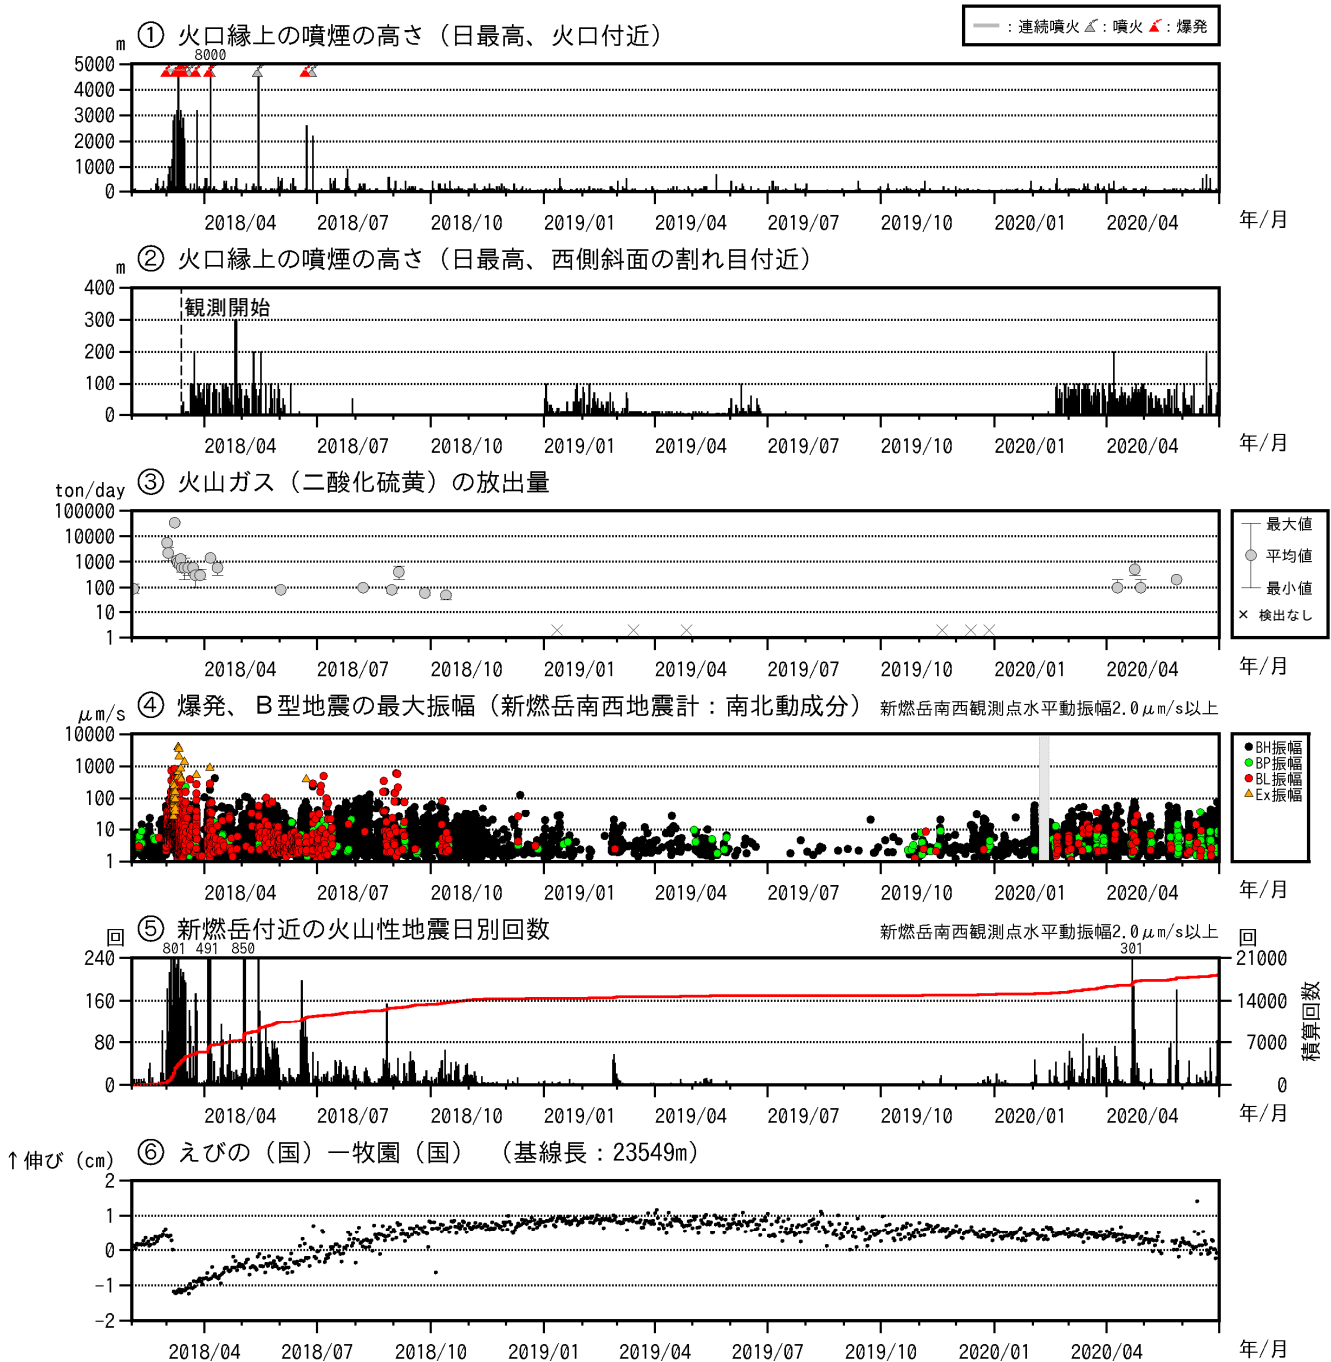 ① 火口縁上の噴煙の高さ（日最高、火口付近）
：連続噴火 ：噴火 ：爆発
m
8000
5000
4000
3000
2000
1000
0
2018/04 2018/07 2018/10 2019/01 2019/04 2019/07 2019/10 2020/01 2020/04 年/月
② 火口縁上の噴煙の高さ（日最高、西側斜面の割れ目付近）
m
400
観測開始
300
200
100
0
2018/04 2018/07 2018/10 2019/01 2019/04 2019/07 2019/10 2020/01 2020/04 年/月
③ 火山ガス（二酸化硫黄）の放出量
ton/day
100000
10000
1000
100
10
1
最大値
平均値
最小値
× 検出なし
2018/04 2018/07 2018/10 2019/01 2019/04 2019/07 2019/10 2020/01 2020/04 年/月
④ 爆発、Ｂ型地震の最大振幅（新燃岳南西地震計：南北動成分） 新燃岳南西観測点水平動振幅2.0μm/s以上
μm/s
10000
1000
100
10
1
BH振幅
BP振幅
BL振幅
Ex振幅
2018/04 2018/07 2018/10 2019/01 2019/04 2019/07 2019/10 2020/01 2020/04 年/月
⑤ 新燃岳付近の火山性地震日別回数 新燃岳南西観測点水平動振幅2.0μm/s以上
回 801 491 850 301 回
240 21000
160 14000
80 7000
0 0
積算回数
2018/04 2018/07 2018/10 2019/01 2019/04 2019/07 2019/10 2020/01 2020/04 年/月
⑥ えびの（国）－牧園（国） （基線長：23549m）
↑伸び（cm）
2
1
0
-1
-2
2018/04 2018/07 2018/10 2019/01 2019/04 2019/07 2019/10 2020/01 2020/04 年/月